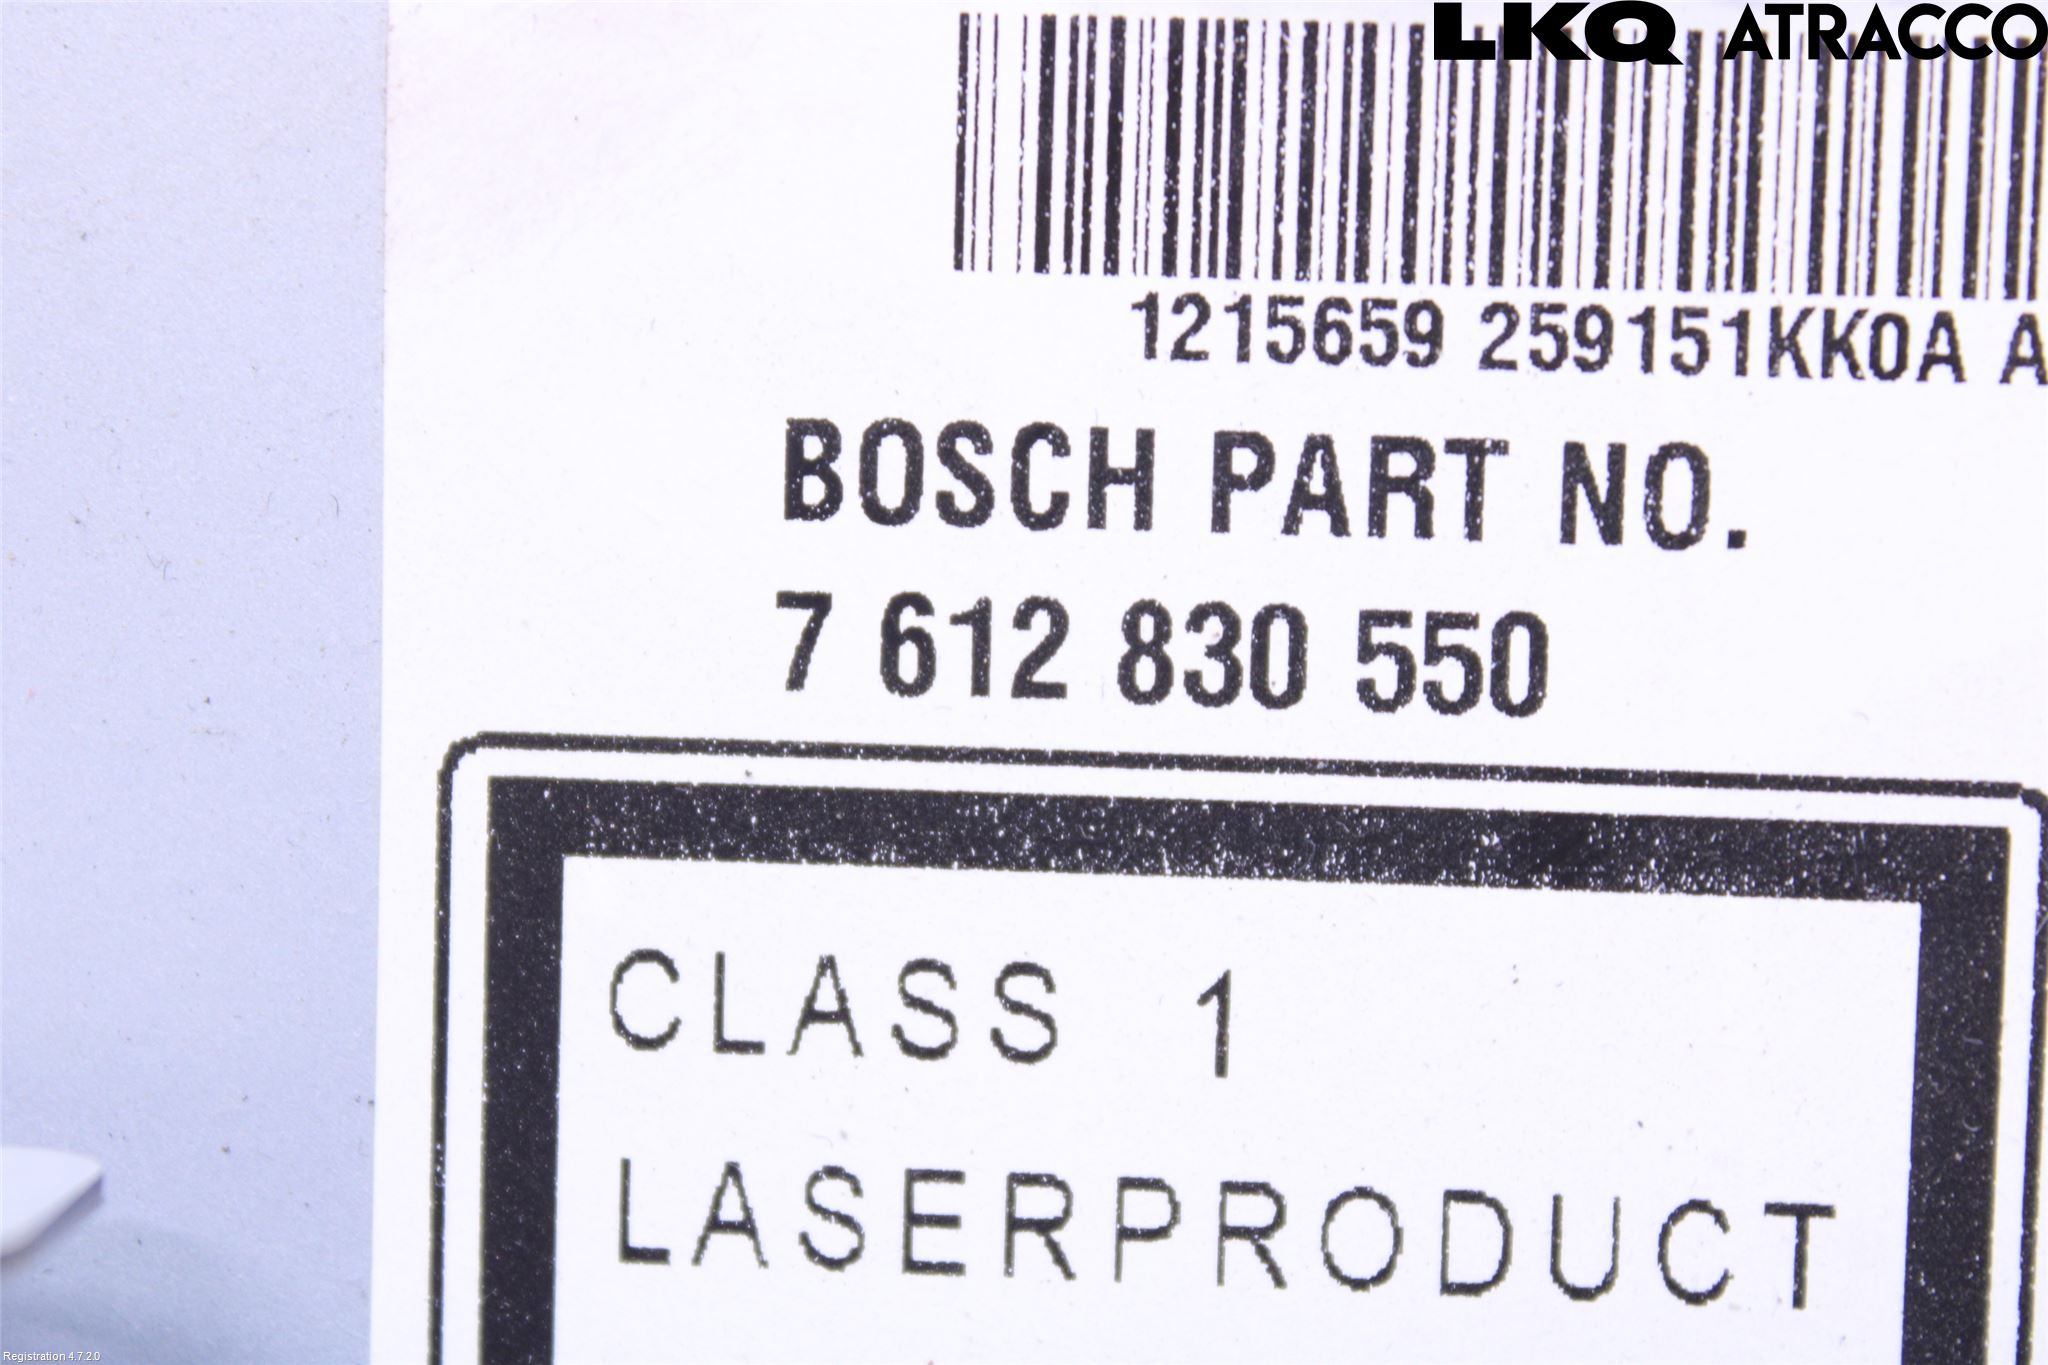 LKQ ATRACCO
1215659 259151KK0A A
BOSCH PART NO.
7 612 830 550
CLASS 1
LASERPRODUCT
Registration 4.7.2.0